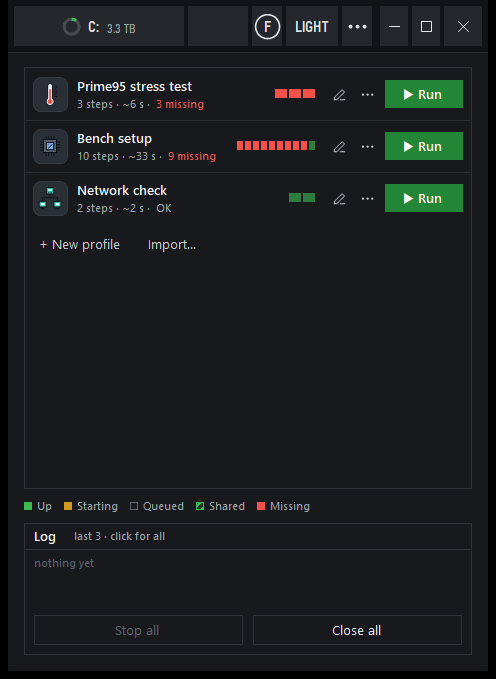 C: 3.3 TB
F
LIGHT
Prime95 stress test
3 steps · ~6 s · 3 missing
Run
Bench setup
10 steps · ~33 s · 9 missing
Run
Network check
2 steps · ~2 s · OK
Run
+ New profile Import...
Up Starting Queued Shared Missing
Log last 3 · click for all
nothing yet
Stop all Close all